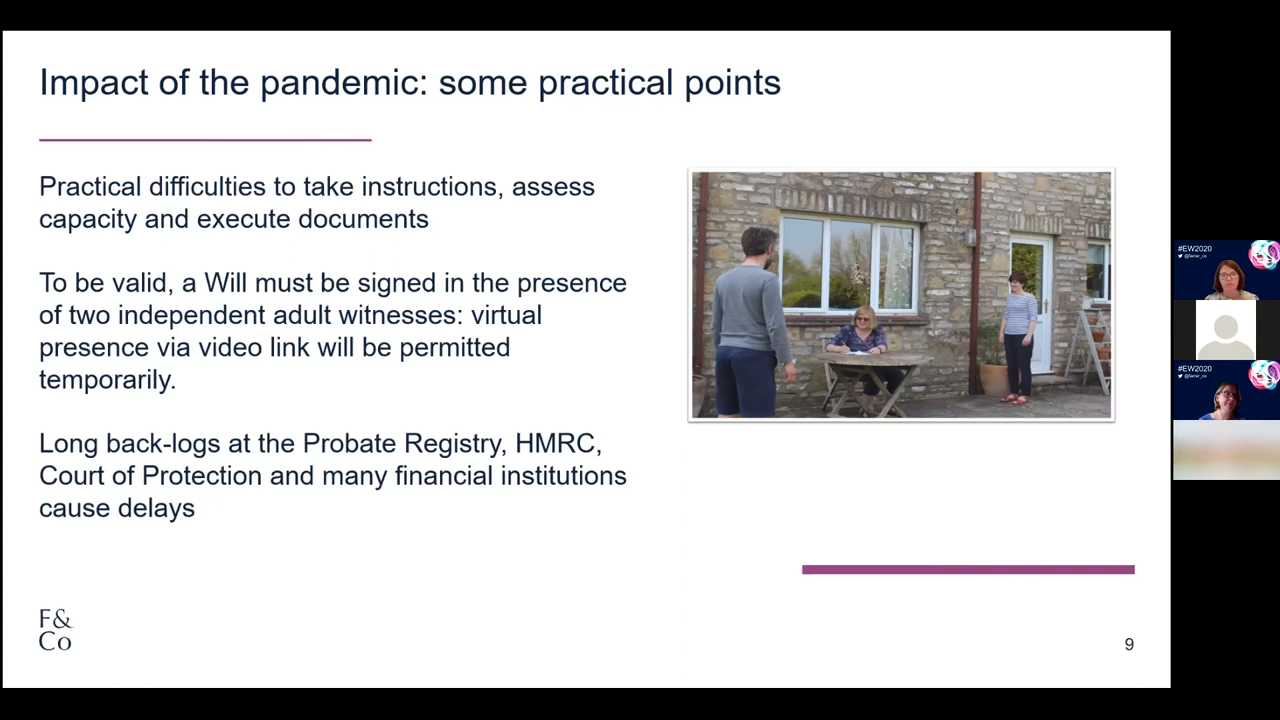 Impact of the pandemic: some practical points
Practical difficulties to take instructions, assess
capacity and execute documents
To be valid, a Will must be signed in the presence
of two independent adult witnesses: virtual
presence via video link will be permitted
temporarily.
Long back-logs at the Probate Registry, HMRC,
Court of Protection and many financial institutions
cause delays
F&
Co
9
#EW2020
@farrer_co
#EW2020
@farrer_co